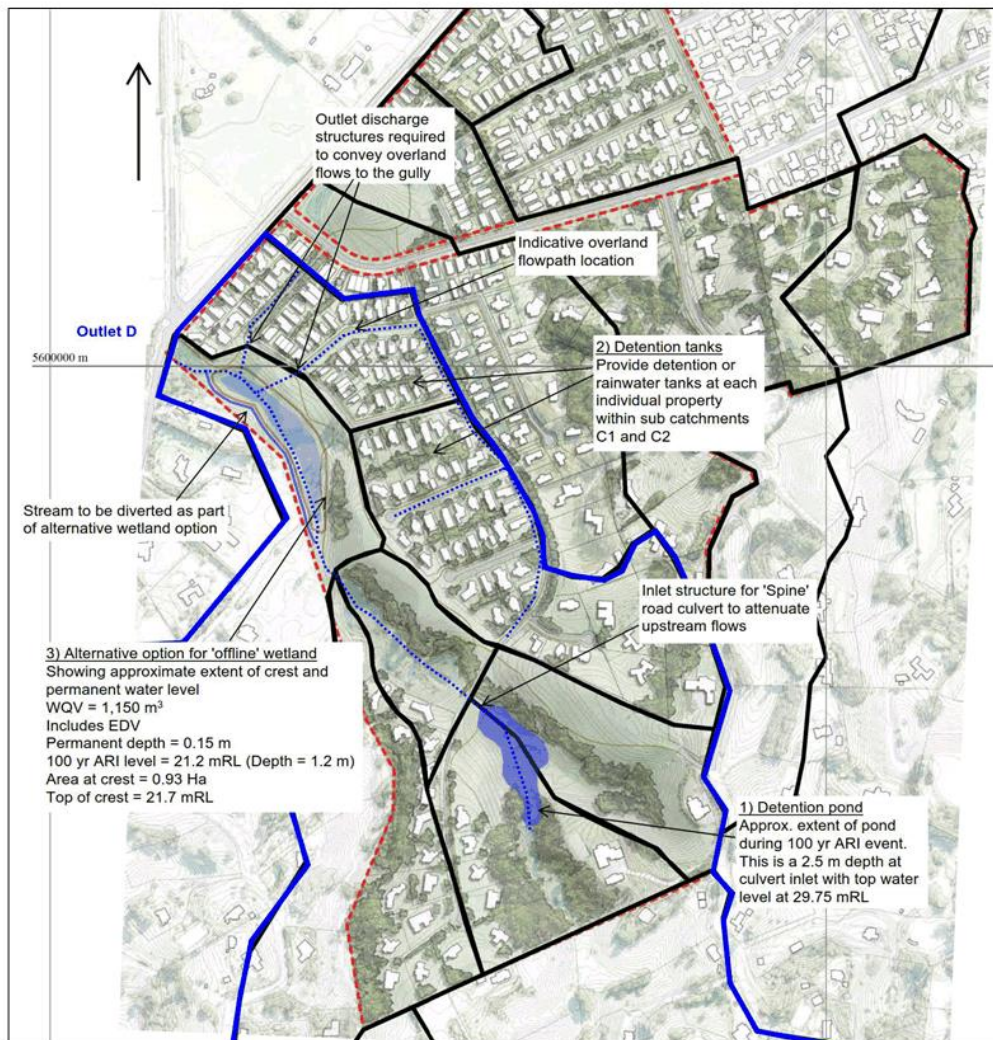 Outlet discharge
structures required
to convey overland
flows to the gully
Indicative overland
flowpath location
Outlet D
5600000 m
2) Detention tanks
Provide detention or
rainwater tanks at each
individual property
within sub catchments
C1 and C2
Stream to be diverted as part
of alternative wetland option
Inlet structure for 'Spine'
road culvert to attenuate
upstream flows
3) Alternative option for 'offline' wetland
Showing approximate extent of crest and
permanent water level
WQV = 1,150 m³
Includes EDV
Permanent depth = 0.15 m
100 yr ARI level = 21.2 mRL (Depth = 1.2 m)
Area at crest = 0.93 Ha
Top of crest = 21.7 mRL
1) Detention pond
Approx. extent of pond
during 100 yr ARI event.
This is a 2.5 m depth at
culvert inlet with top water
level at 29.75 mRL